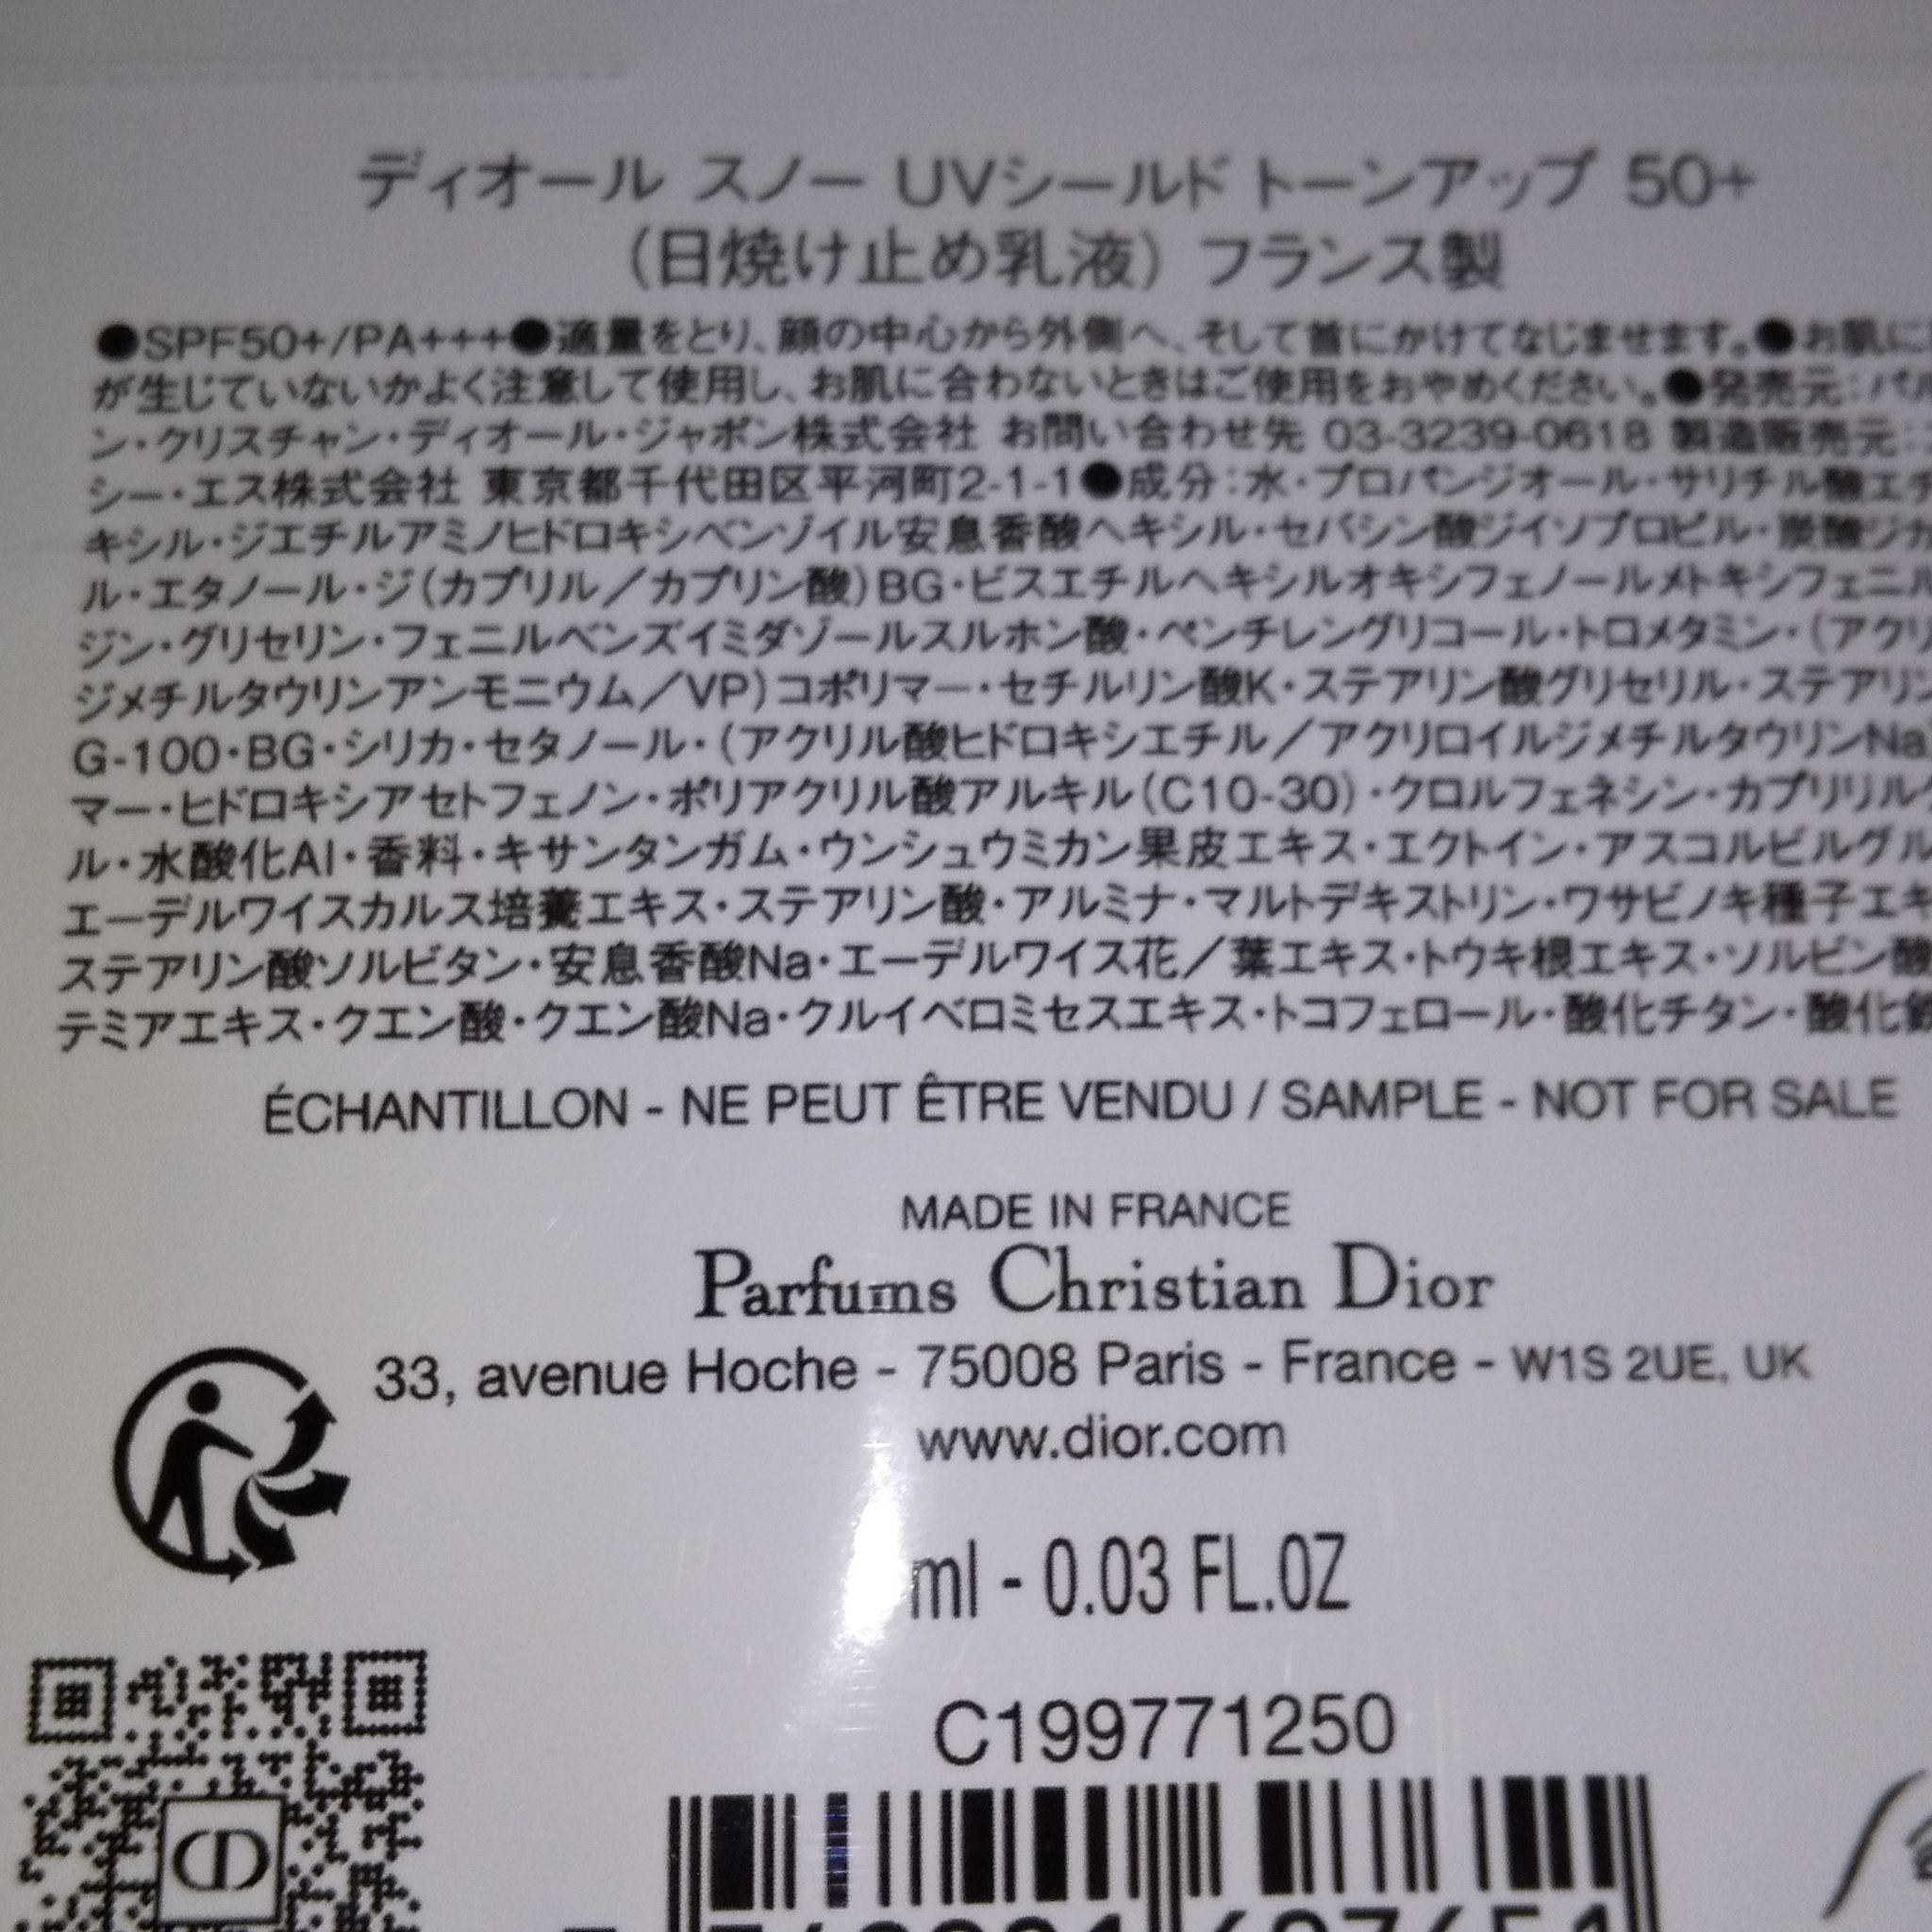 ディオール スノー UVシールド トーンアップ 50+
（日焼け止め乳液）フランス製
●SPF50+/PA+++●適量をとり、顔の中心から外側へ、そして首にかけてなじませます。●お肌に
が生じていないかよく注意して使用し、お肌に合わないときはご使用をおやめください。●発売元：パル
ン・クリスチャン・ディオール・ジャポン株式会社 お問い合わせ先 03-3239-0618 製造販売元：
シー・エス株式会社 東京都千代田区平河町2-1-1●成分：水・プロパンジオール・サリチル酸エチ
キシル・ジエチルアミノヒドロキシベンゾイル安息香酸ヘキシル・セバシン酸ジイソプロピル・炭酸ジカ
ル・エタノール・ジ（カプリル／カプリン酸）BG・ビスエチルヘキシルオキシフェノールメトキシフェニル
ジン・グリセリン・フェニルベンズイミダゾールスルホン酸・ペンチレングリコール・トロメタミン・（アクリ
ジメチルタウリンアンモニウム／VP）コポリマー・セチルリン酸K・ステアリン酸グリセリル・ステアリン
G-100・BG・シリカ・セタノール・（アクリル酸ヒドロキシエチル／アクリロイルジメチルタウリンNa）
マー・ヒドロキシアセトフェノン・ポリアクリル酸アルキル（C10-30）・クロルフェネシン・カプリリル
ル・水酸化Al・香料・キサンタンガム・ウンシュウミカン果皮エキス・エクトイン・アスコルビルグル
エーデルワイスカルス培養エキス・ステアリン酸・アルミナ・マルトデキストリン・ワサビノキ種子エキ
ステアリン酸ソルビタン・安息香酸Na・エーデルワイス花／葉エキス・トウキ根エキス・ソルビン酸
テミアエキス・クエン酸・クエン酸Na・クルイベロミセスエキス・トコフェロール・酸化チタン・酸化鉄
ÉCHANTILLON - NE PEUT ÊTRE VENDU / SAMPLE - NOT FOR SALE
MADE IN FRANCE
Parfums Christian Dior
33, avenue Hoche - 75008 Paris - France - W1S 2UE, UK
www.dior.com
ml - 0.03 FL.OZ
C199771250
CD